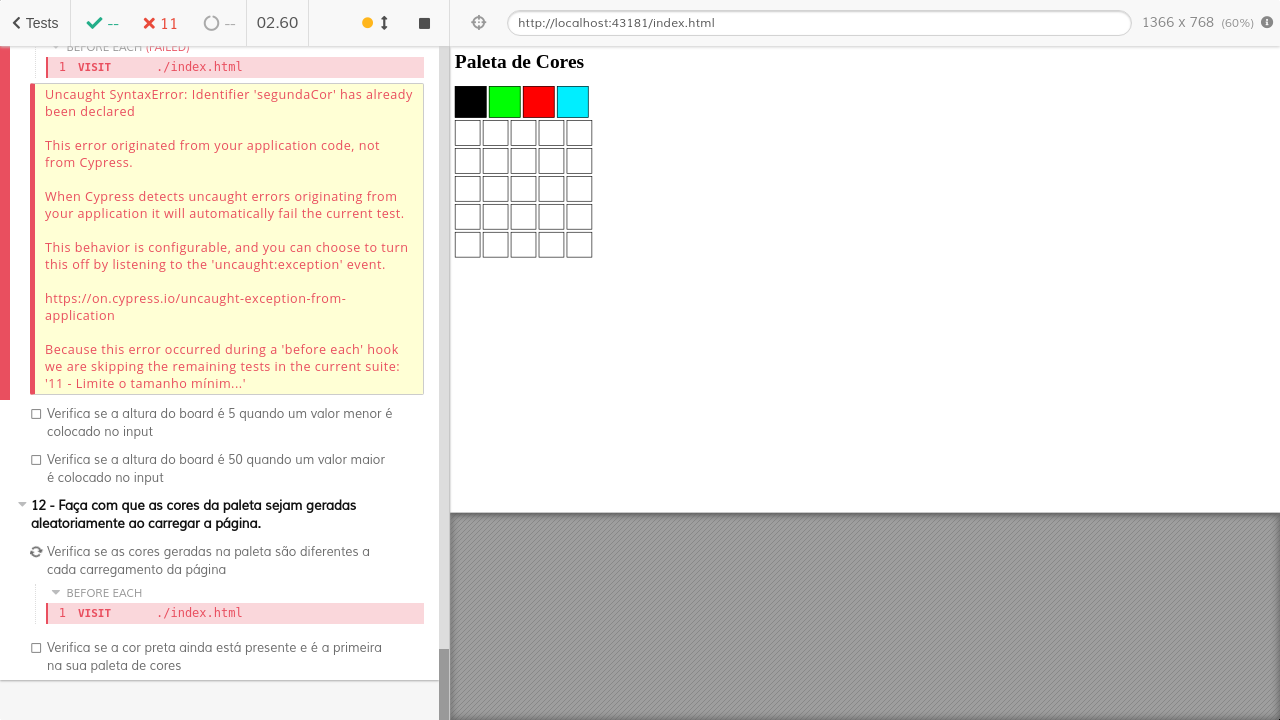 Tests
--
11
--
02.60
http://localhost:43181/index.html
1366 x 768 (60%)
BEFORE EACH (FAILED)
1 VISIT ./index.html
Uncaught SyntaxError: Identifier 'segundaCor' has already
been declared
This error originated from your application code, not
from Cypress.
When Cypress detects uncaught errors originating from
your application it will automatically fail the current test.
This behavior is configurable, and you can choose to turn
this off by listening to the 'uncaught:exception' event.
https://on.cypress.io/uncaught-exception-from-
application
Because this error occurred during a 'before each' hook
we are skipping the remaining tests in the current suite:
'11 - Limite o tamanho mínim...'
Verifica se a altura do board é 5 quando um valor menor é
colocado no input
Verifica se a altura do board é 50 quando um valor maior
é colocado no input
12 - Faça com que as cores da paleta sejam geradas
aleatoriamente ao carregar a página.
Verifica se as cores geradas na paleta são diferentes a
cada carregamento da página
BEFORE EACH
1 VISIT ./index.html
Verifica se a cor preta ainda está presente e é a primeira
na sua paleta de cores
Paleta de Cores